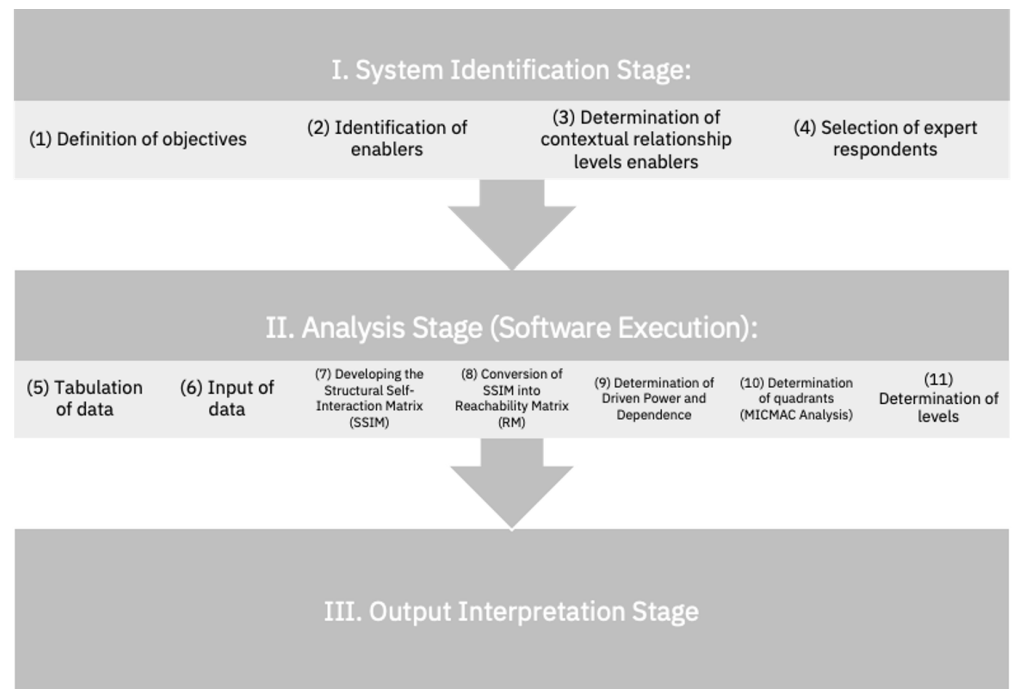 I. System Identification Stage:
(1) Definition of objectives
(2) Identification of
enablers
(3) Determination of
contextual relationship
levels enablers
(4) Selection of expert
respondents
II. Analysis Stage (Software Execution):
(5) Tabulation
of data
(6) Input of
data
(7) Developing the
Structural Self-
Interaction Matrix
(SSIM)
(8) Conversion of
SSIM into
Reachability Matrix
(RM)
(9) Determination of
Driven Power and
Dependence
(10) Determination
of quadrants
(MICMAC Analysis)
(11)
Determination of
levels
III. Output Interpretation Stage